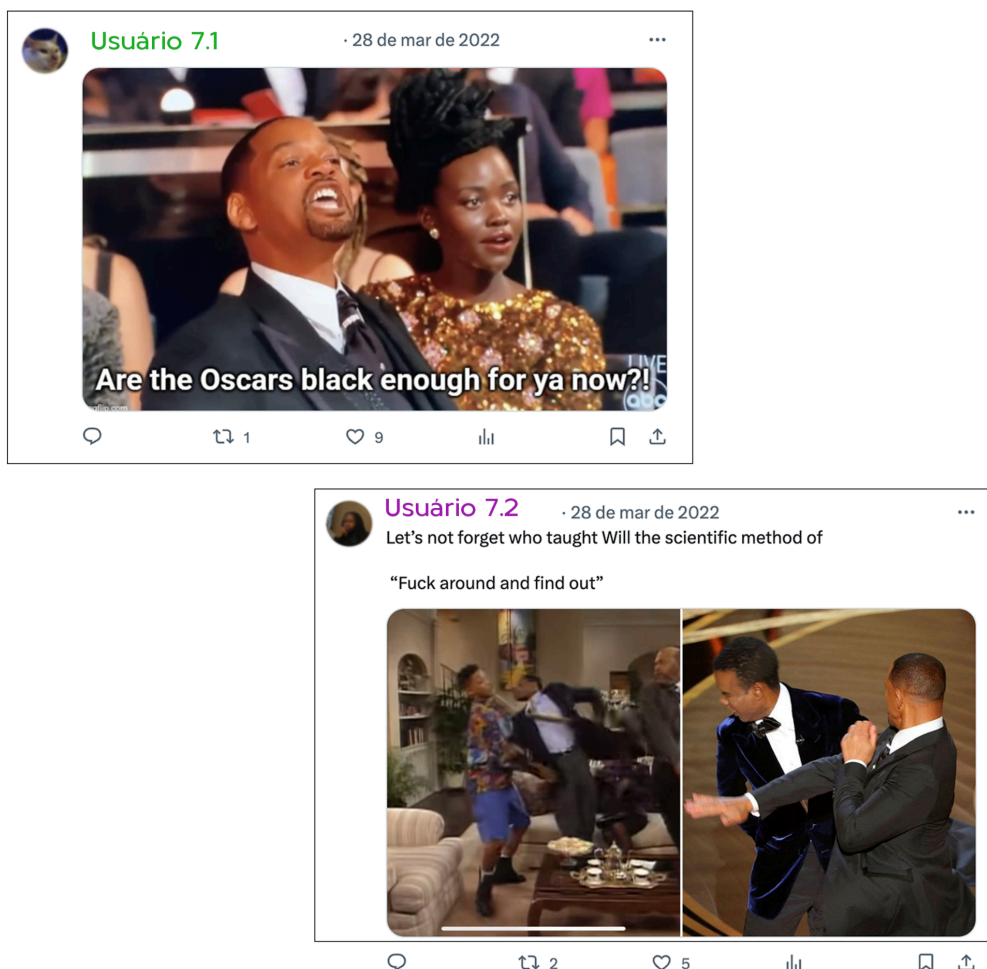 Usuário 7.1 · 28 de mar de 2022
LIVE
abc
Are the Oscars black enough for ya now?!
imgflip.com
1 9
Usuário 7.2 · 28 de mar de 2022
Let’s not forget who taught Will the scientific method of
“Fuck around and find out”
2 5